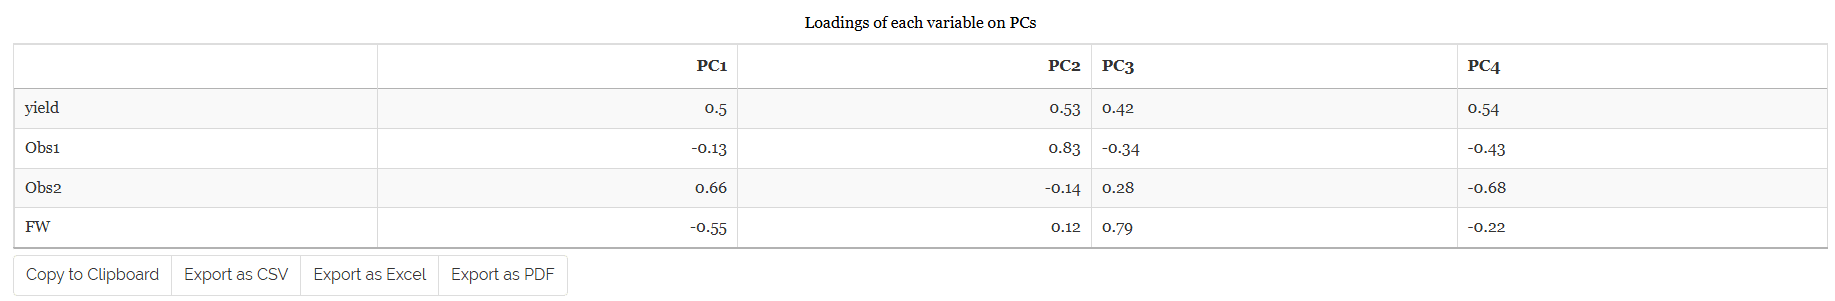 Loadings of each variable on PCs
PC1 PC2 PC3 PC4
yield 0.5 0.53 0.42 0.54
Obs1 -0.13 0.83 -0.34 -0.43
Obs2 0.66 -0.14 0.28 -0.68
FW -0.55 0.12 0.79 -0.22
Copy to Clipboard Export as CSV Export as Excel Export as PDF